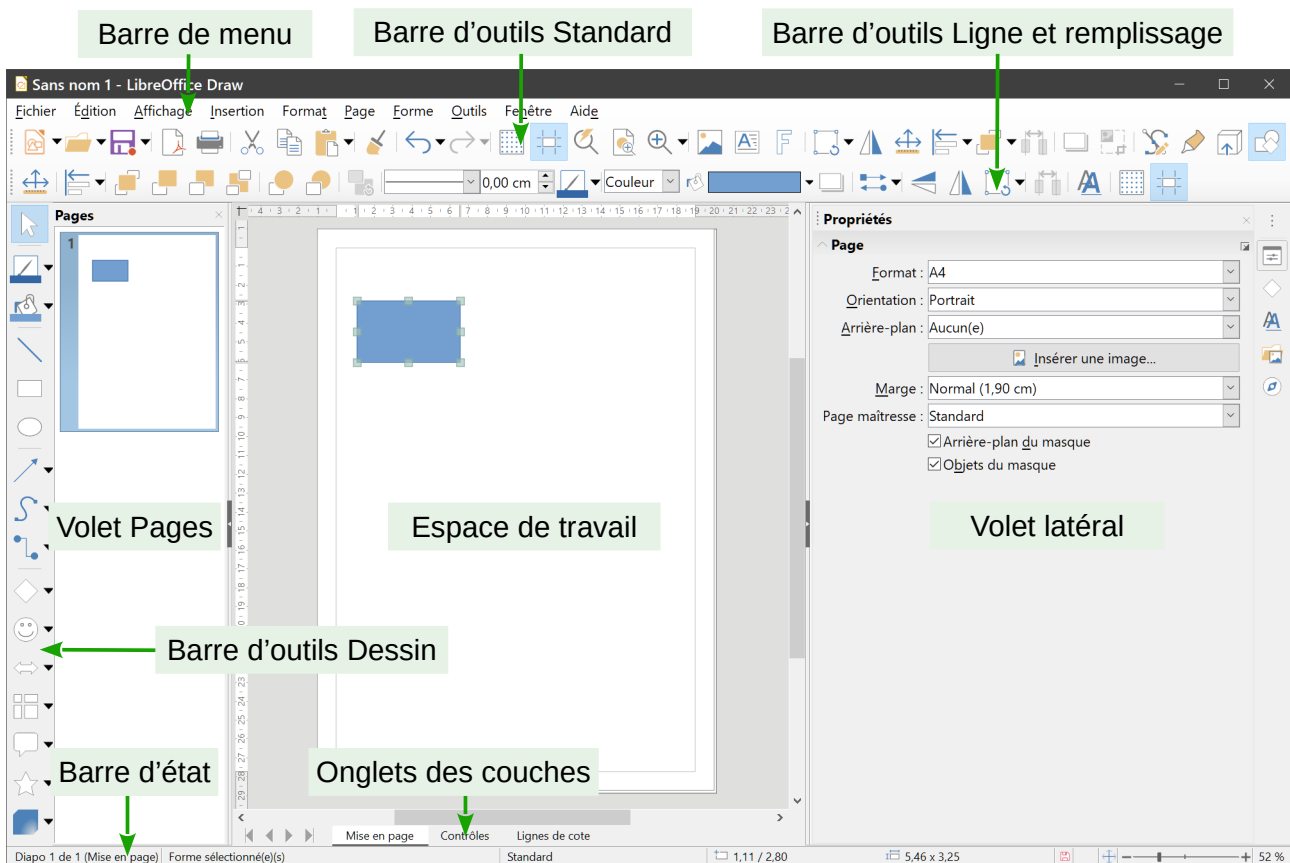 Barre de menu
Barre d'outils Standard
Barre d'outils Ligne et remplissage
Sans nom 1 - LibreOffice Draw
Fichier Édition Affichage Insertion Format Page Forme Outils Fenêtre Aide
0,00 cm Couleur
Pages
1
Propriétés
Page
Format : A4
Orientation : Portrait
Arrière-plan : Aucun(e)
Insérer une image...
Marge : Normal (1,90 cm)
Page maîtresse : Standard
Arrière-plan du masque
Objets du masque
Volet Pages
Espace de travail
Volet latéral
Barre d'outils Dessin
Barre d'état
Onglets des couches
Mise en page Contrôles Lignes de cote
Diapo 1 de 1 (Mise en page) Forme sélectionné(e)(s) Standard 1,11 / 2,80 5,46 x 3,25 52 %